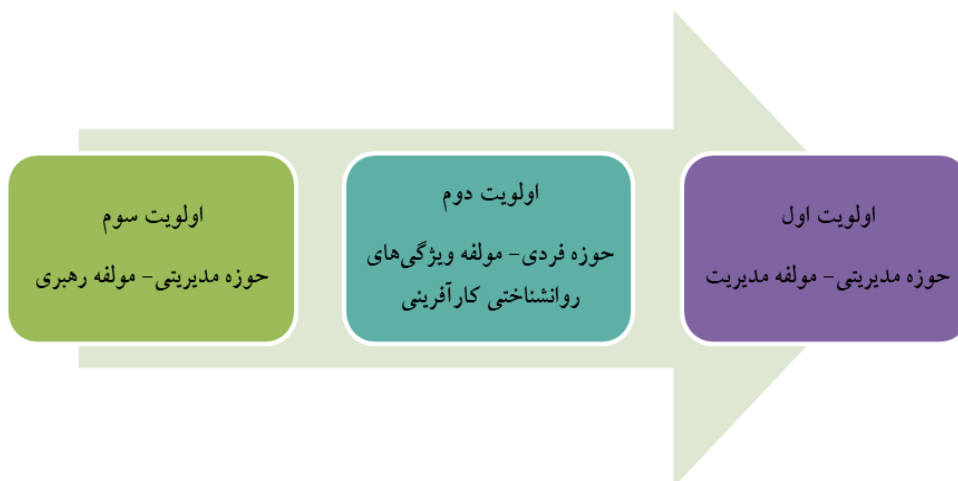 اولویت اول
حوزه مدیریتی- مولفه مدیریت
اولویت دوم
حوزه فردی- مولفه ویژگی‌های
روانشناختی کارآفرینی
اولویت سوم
حوزه مدیریتی- مولفه رهبری